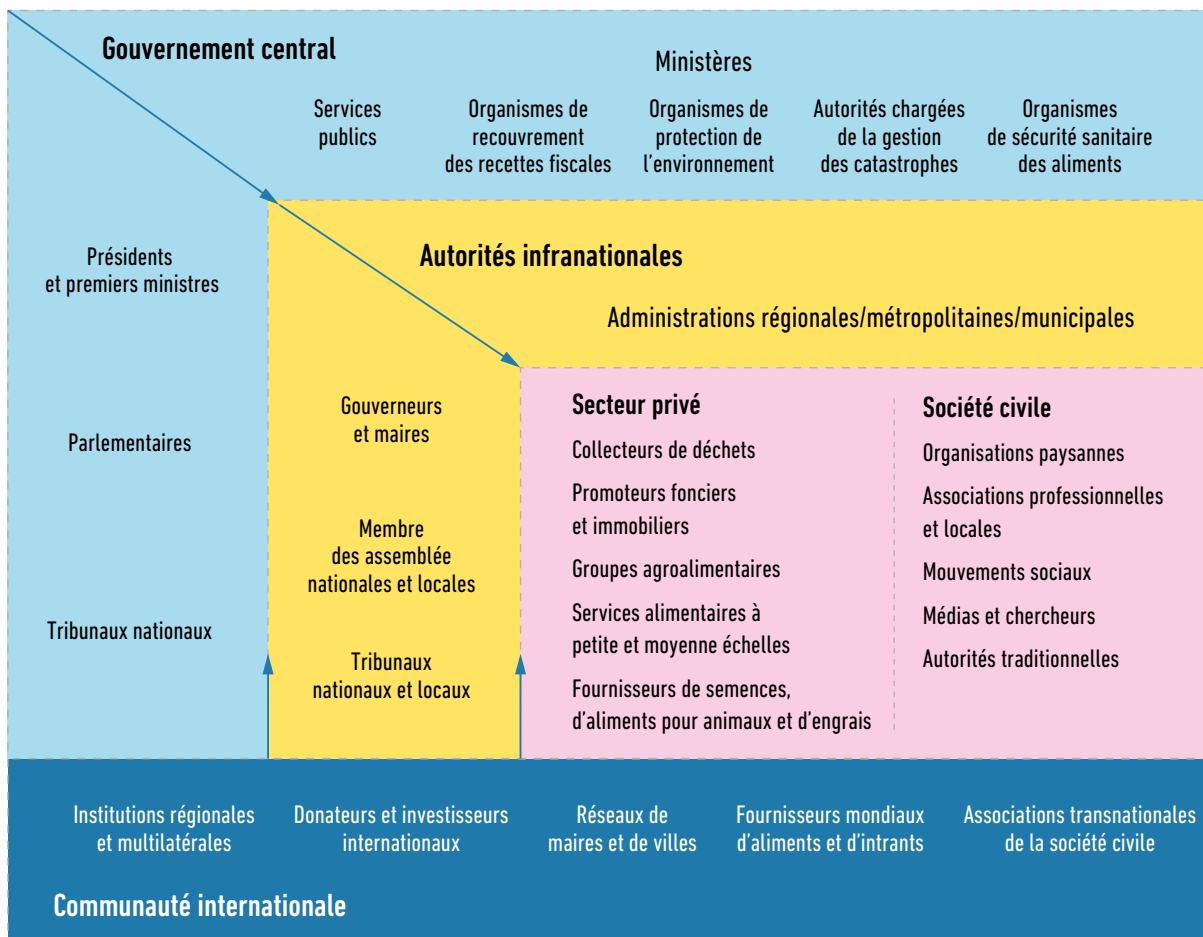 Gouvernement central
Ministères
Services
publics
Organismes de
recouvrement
des recettes fiscales
Organismes de
protection de
l’environnement
Autorités chargées
de la gestion
des catastrophes
Organismes
de sécurité sanitaire
des aliments
Présidents
et premiers ministres
Parlementaires
Tribunaux nationaux
Autorités infranationales
Administrations régionales/métropolitaines/municipales
Gouverneurs
et maires
Membre
des assemblée
nationales et locales
Tribunaux
nationaux et locaux
Secteur privé
Collecteurs de déchets
Promoteurs fonciers
et immobiliers
Groupes agroalimentaires
Services alimentaires à
petite et moyenne échelles
Fournisseurs de semences,
d’aliments pour animaux et d’engrais
Société civile
Organisations paysannes
Associations professionnelles
et locales
Mouvements sociaux
Médias et chercheurs
Autorités traditionnelles
Institutions régionales
et multilatérales
Donateurs et investisseurs
internationaux
Réseaux de
maires et de villes
Fournisseurs mondiaux
d’aliments et d’intrants
Associations transnationales
de la société civile
Communauté internationale